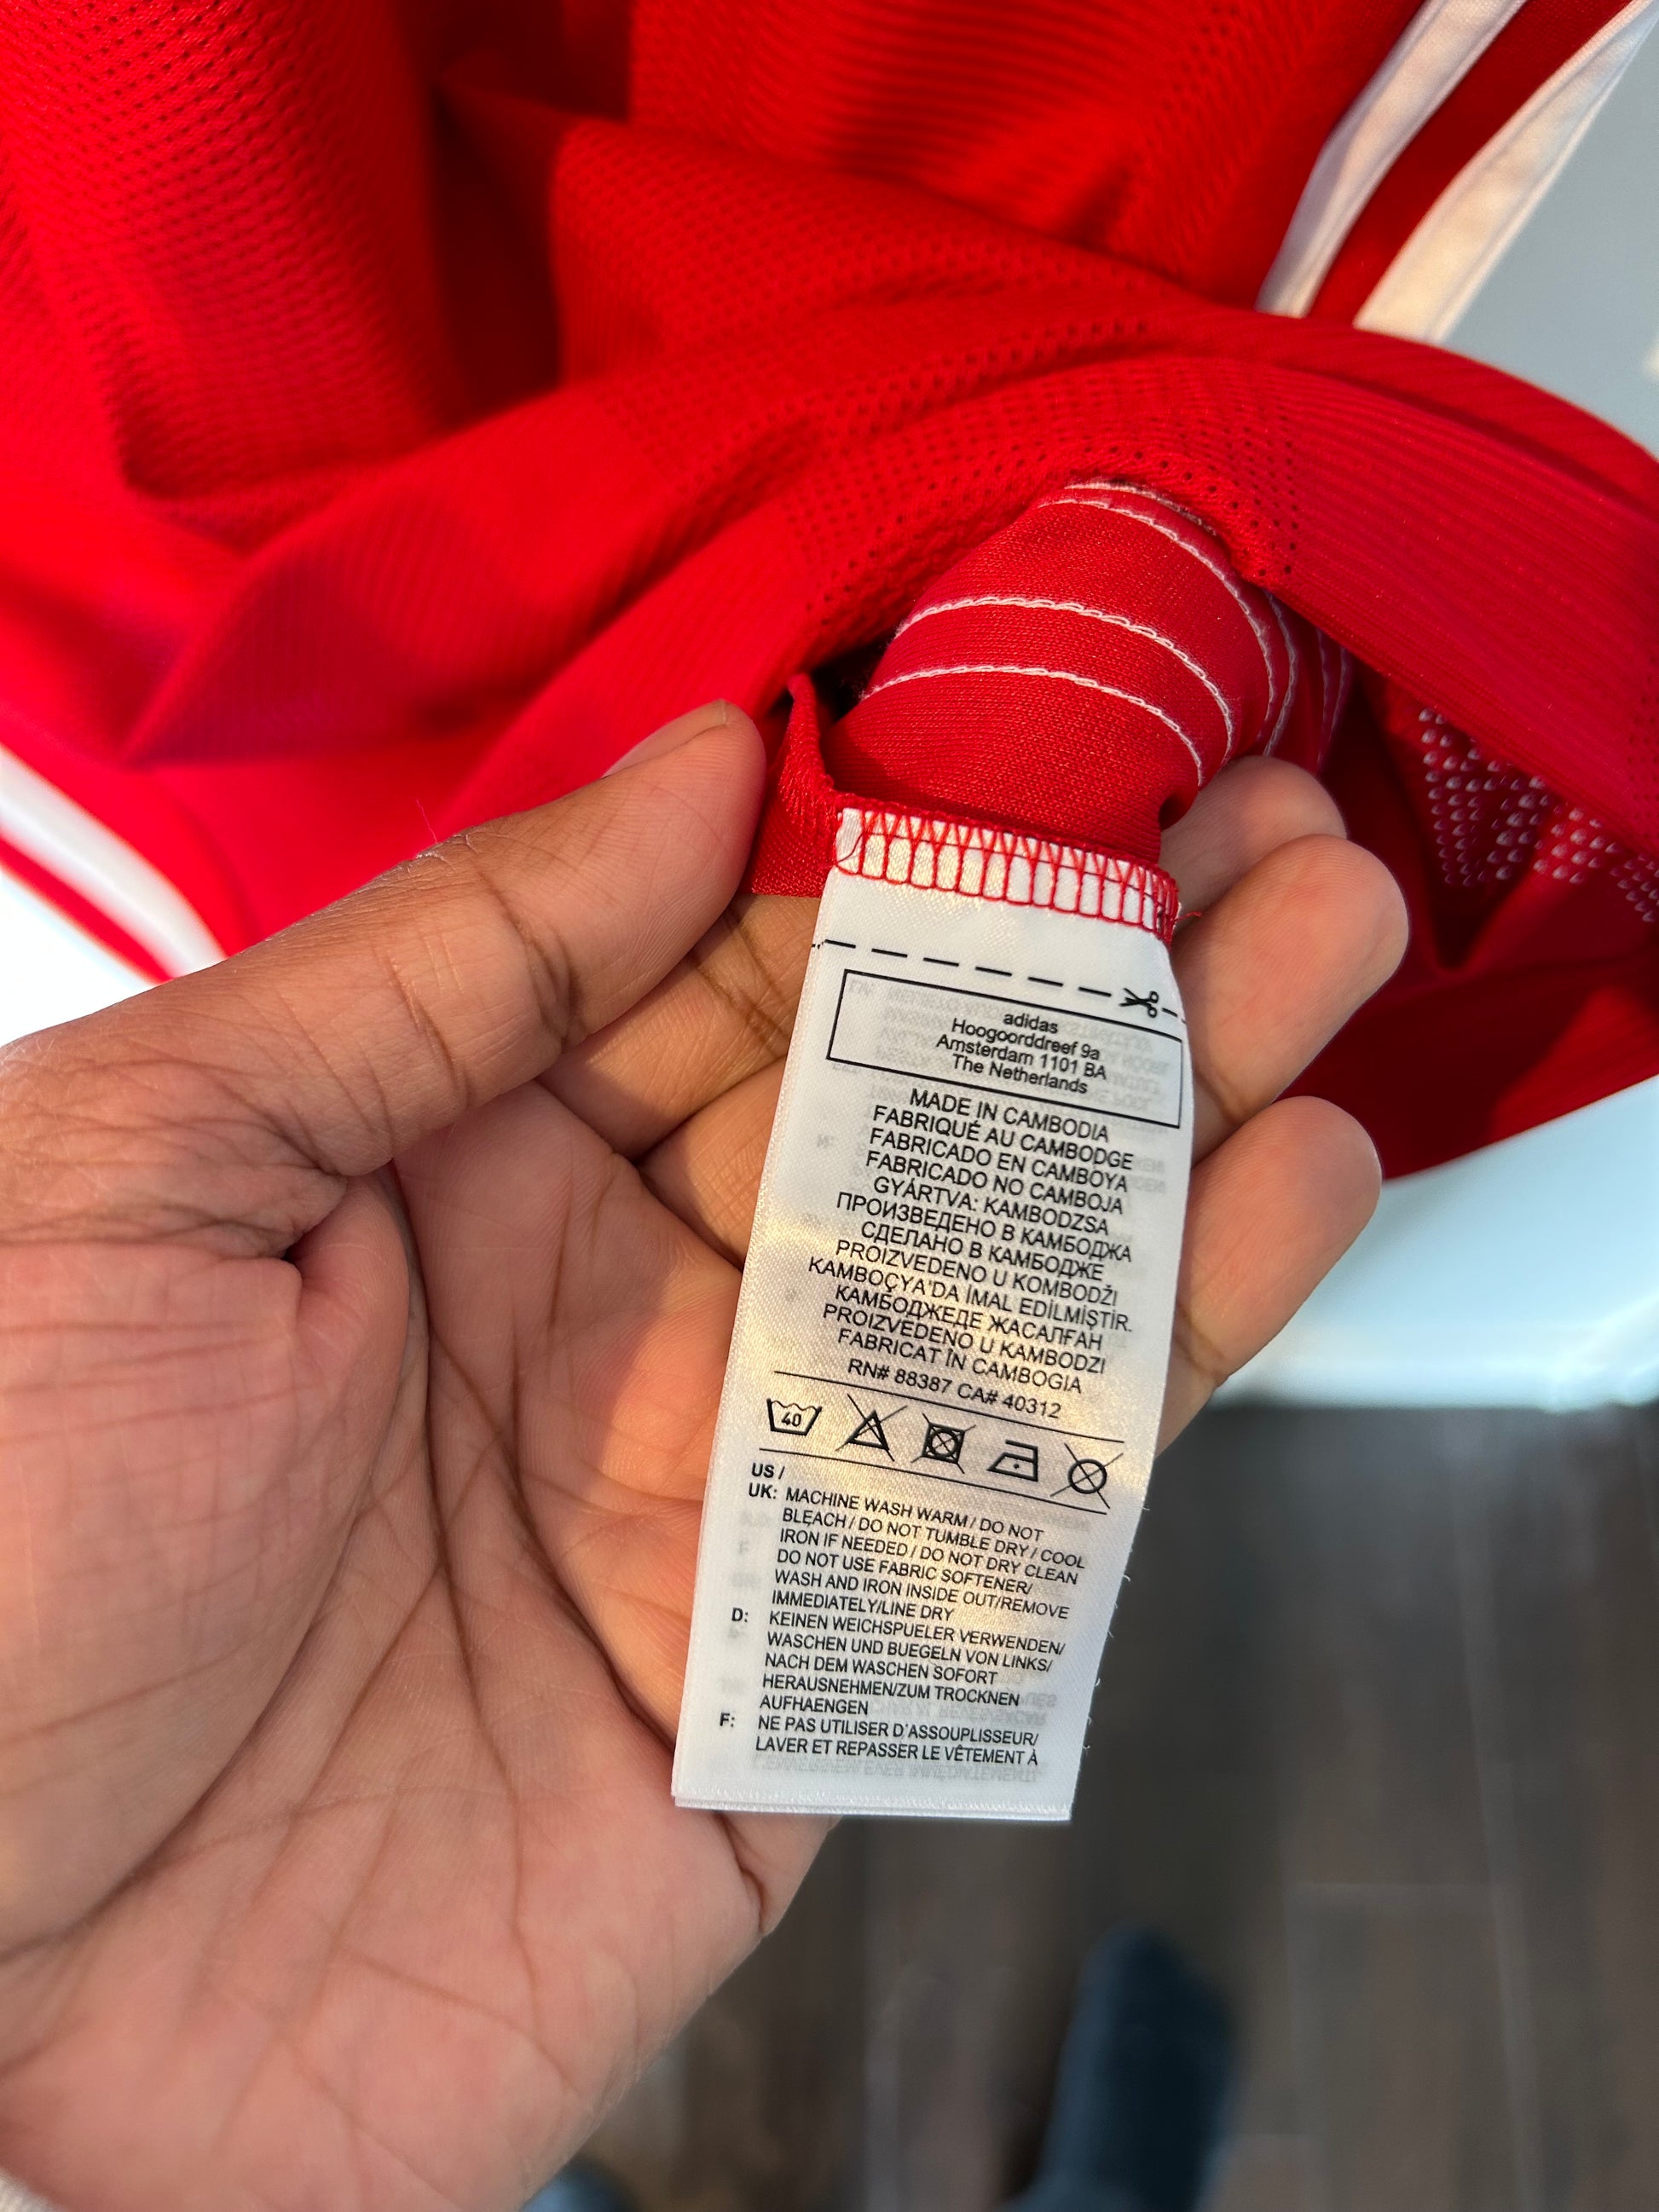 adidas
Hoogoorddreef 9a
Amsterdam 1101 BA
The Netherlands
MADE IN CAMBODIA
FABRIQUÉ AU CAMBODGE
FABRICADO EN CAMBOYA
FABRICADO NO CAMBOJA
GYÁRTVA: KAMBODZSA
ПРОИЗВЕДЕНО В КАМБОДЖА
СДЕЛАНО В КАМБОДЖЕ
PROIZVEDENO U KOMBODŽI
KAMBOÇYA'DA İMAL EDİLMİŞTİR.
КАМБОДЖЕДЕ ЖАСАЛҒАН
PROIZVEDENO U KAMBODZI
FABRICAT ÎN CAMBOGIA
RN# 88387 CA# 40312
40
US /
UK: MACHINE WASH WARM / DO NOT
BLEACH / DO NOT TUMBLE DRY / COOL
IRON IF NEEDED / DO NOT DRY CLEAN
DO NOT USE FABRIC SOFTENER/
WASH AND IRON INSIDE OUT/REMOVE
IMMEDIATELY/LINE DRY
D: KEINEN WEICHSPUELER VERWENDEN/
WASCHEN UND BUEGELN VON LINKS/
NACH DEM WASCHEN SOFORT
HERAUSNEHMEN/ZUM TROCKNEN
AUFHAENGEN
F: NE PAS UTILISER D'ASSOUPLISSEUR/
LAVER ET REPASSER LE VÊTEMENT À